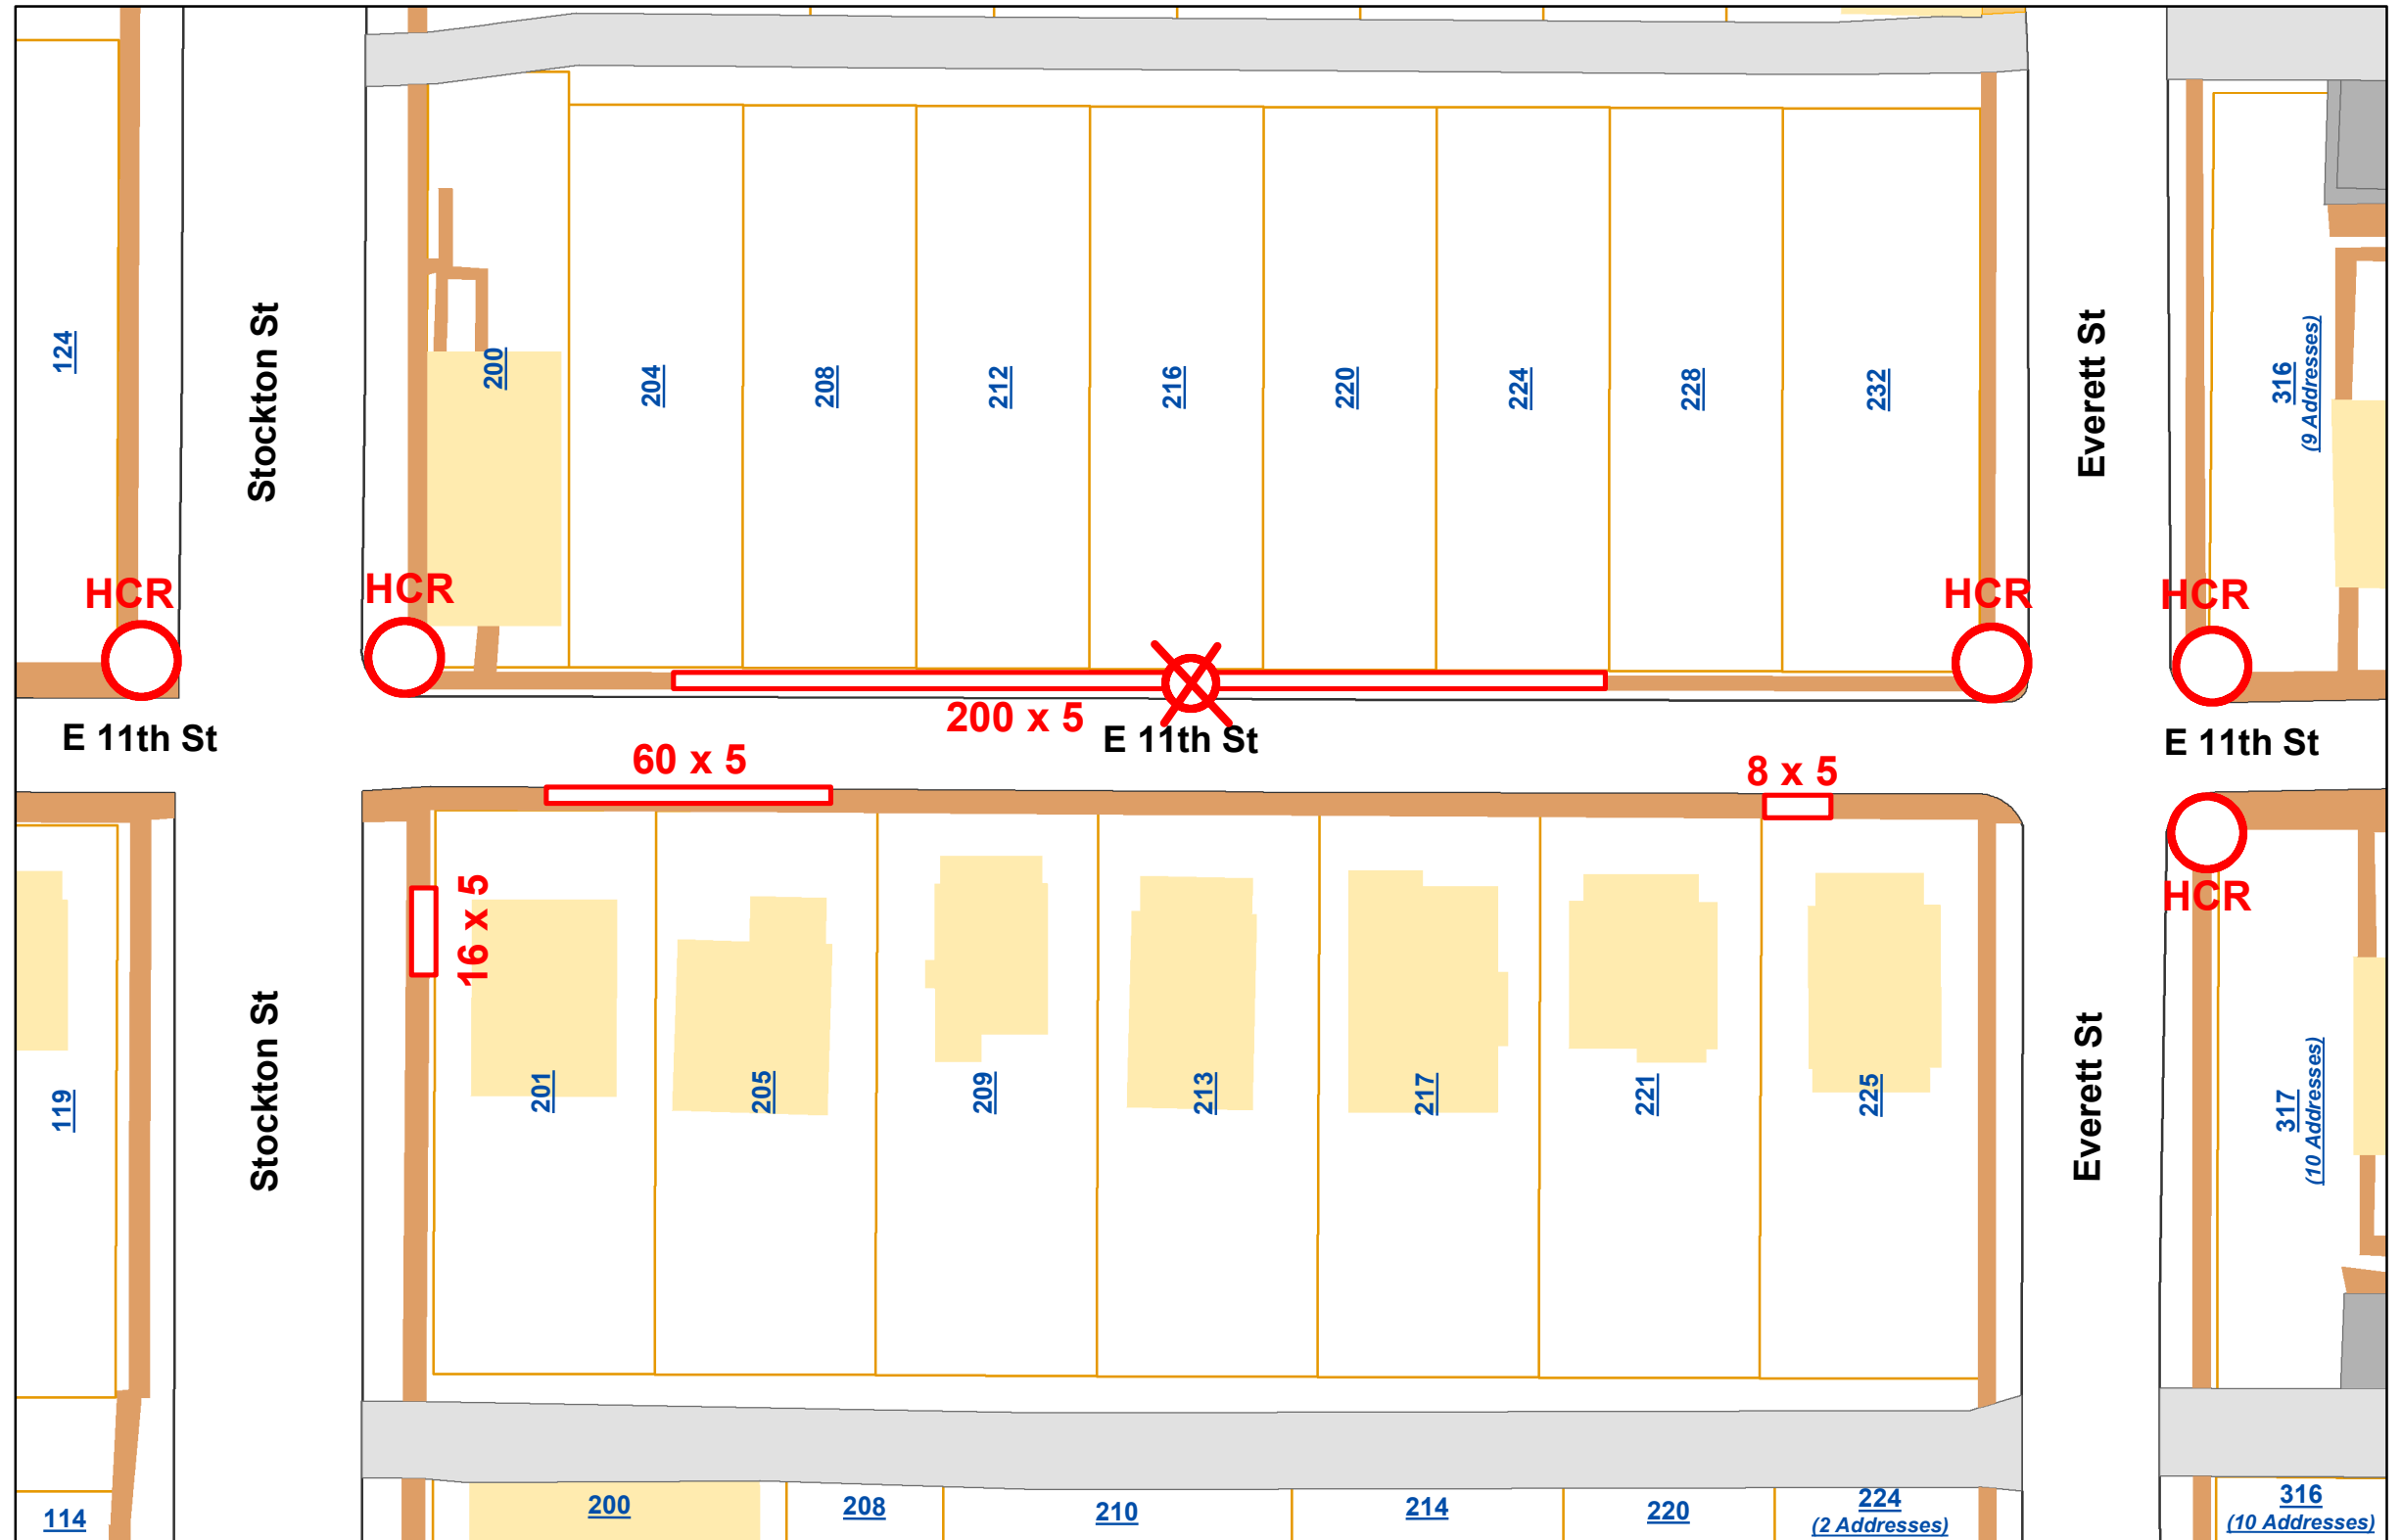 124
Stockton St
200
204
208
212
216
220
224
228
232
Everett St
316
(9 Addresses)
HCR
HCR
HCR
HCR
E 11th St
200 x 5
E 11th St
E 11th St
60 x 5
8 x 5
16 x 5
HCR
119
Stockton St
201
205
209
213
217
221
225
Everett St
317
(10 Addresses)
114
200
208
210
214
220
224
(2 Addresses)
316
(10 Addresses)